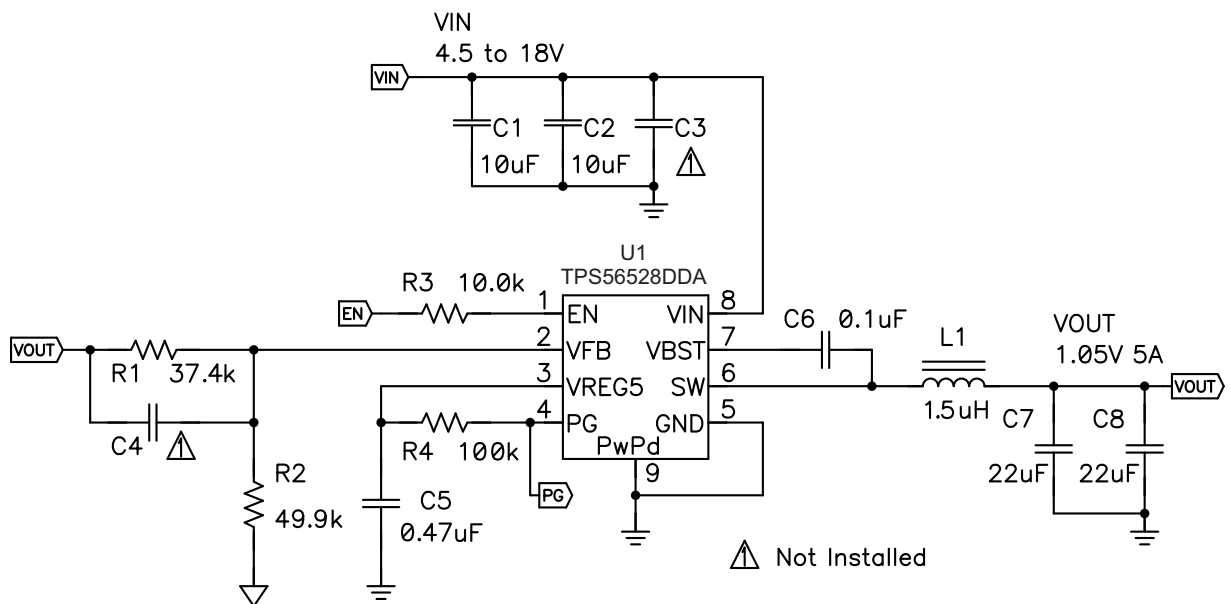 VIN
4.5 to 18V
VIN
C1
C2
C3
10uF
10uF
1
U1
TPS56528DDA
R3 10.0k
EN
1
EN
VIN
8
C6 0.1uF
VOUT
R1
37.4k
2
VFB
VBST
7
L1
VOUT
1.05V 5A
3
VREG5
SW
6
1.5uH
VOUT
C4
1
4
PG
GND
5
C7
C8
R4
100k
PwPd
9
R2
49.9k
C5
0.47uF
PG
22uF
22uF
1 Not Installed